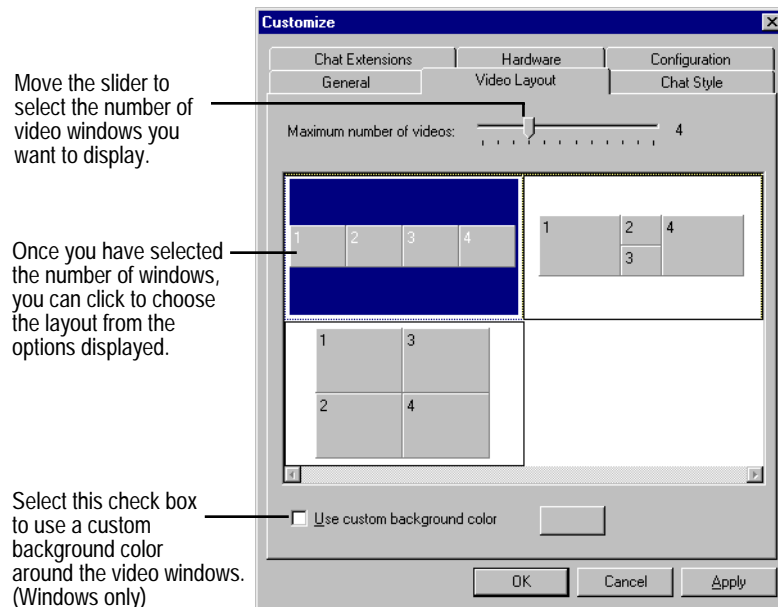 Customize
Chat Extensions
Hardware
Configuration
General
Video Layout
Chat Style
Move the slider to
select the number of
video windows you
want to display.
Maximum number of videos:
4
Once you have selected
the number of windows,
you can click to choose
the layout from the
options displayed.
1 2 3 4
1 2 4
3
1 3
2 4
Select this check box
to use a custom
background color
around the video windows.
(Windows only)
Use custom background color
OK
Cancel
Apply